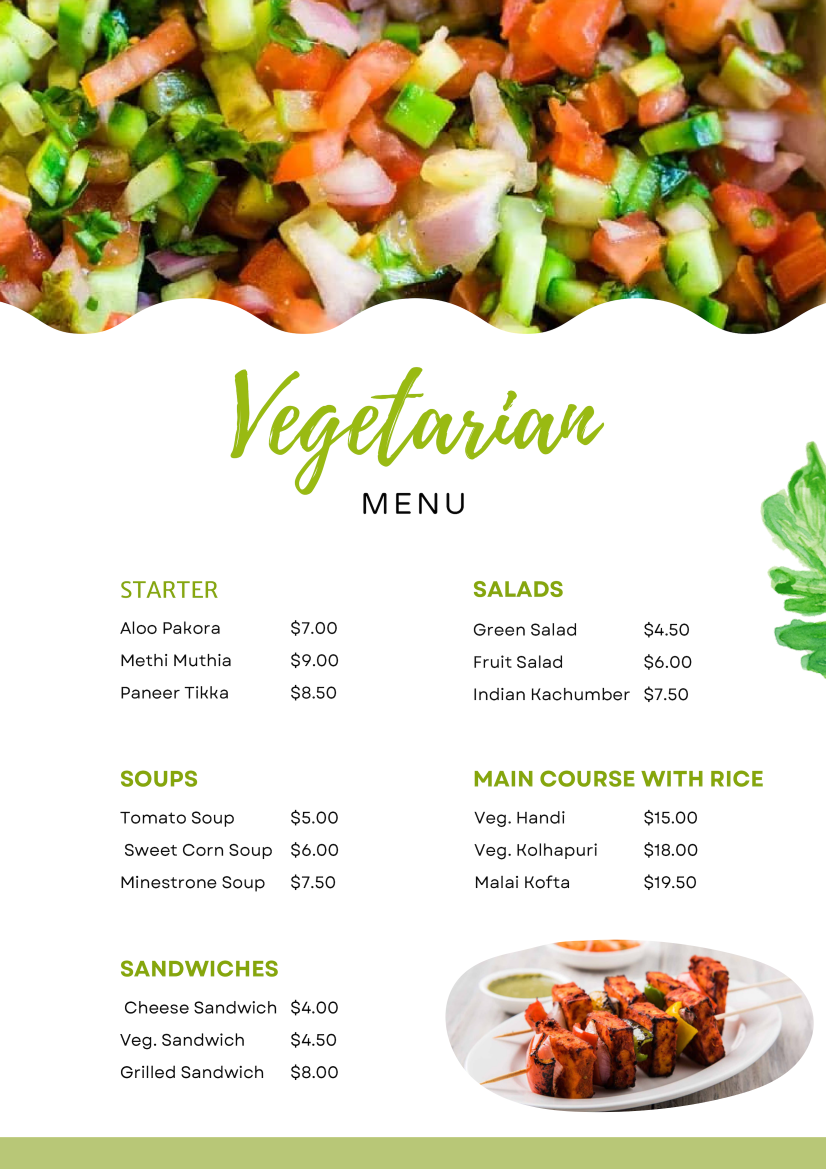 Vegetarian
MENU
STARTER
Aloo Pakora $7.00
Methi Muthia $9.00
Paneer Tikka $8.50
SALADS
Green Salad $4.50
Fruit Salad $6.00
Indian Kachumber $7.50
SOUPS
Tomato Soup $5.00
Sweet Corn Soup $6.00
Minestrone Soup $7.50
MAIN COURSE WITH RICE
Veg. Handi $15.00
Veg. Kolhapuri $18.00
Malai Kofta $19.50
SANDWICHES
Cheese Sandwich $4.00
Veg. Sandwich $4.50
Grilled Sandwich $8.00